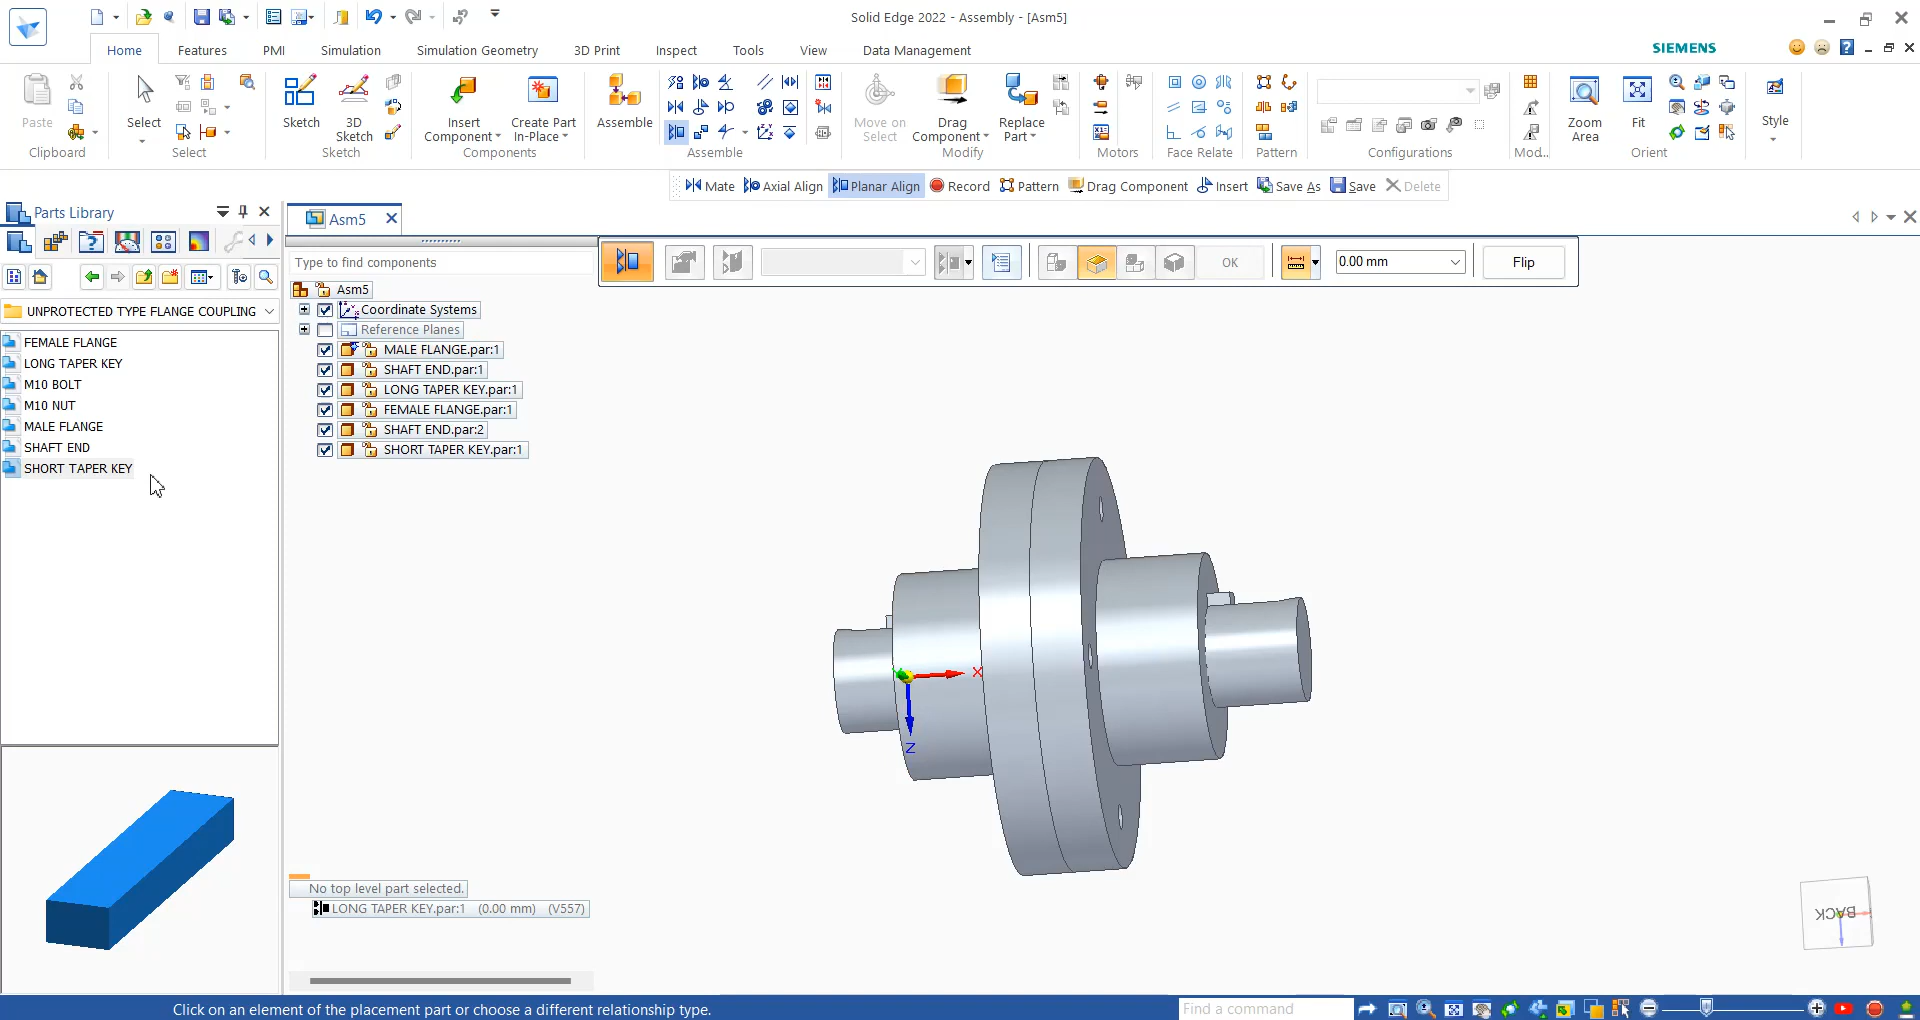 Solid Edge 2022 - Assembly - [Asm5]
Home Features PMI Simulation Simulation Geometry 3D Print Inspect Tools View Data Management
SIEMENS
Paste
Clipboard
Select
Select
Sketch
3D Sketch
Sketch
Insert Component
Create Part In-Place
Components
Assemble
Assemble
Move on Select
Drag Component
Replace Part
Modify
Motors
Face Relate
Pattern
Configurations
Mod...
Zoom Area
Fit
Orient
Style
Mate Axial Align Planar Align Record Pattern Drag Component Insert Save As Save Delete
Parts Library
Asm5
Type to find components
OK
0.00 mm
Flip
UNPROTECTED TYPE FLANGE COUPLING
FEMALE FLANGE
LONG TAPER KEY
M10 BOLT
M10 NUT
MALE FLANGE
SHAFT END
SHORT TAPER KEY
Asm5
Coordinate Systems
Reference Planes
MALE FLANGE.par:1
SHAFT END.par:1
LONG TAPER KEY.par:1
FEMALE FLANGE.par:1
SHAFT END.par:2
SHORT TAPER KEY.par:1
X
Z
No top level part selected.
LONG TAPER KEY.par:1 (0.00 mm) (V557)
BACK
Click on an element of the placement part or choose a different relationship type.
Find a command